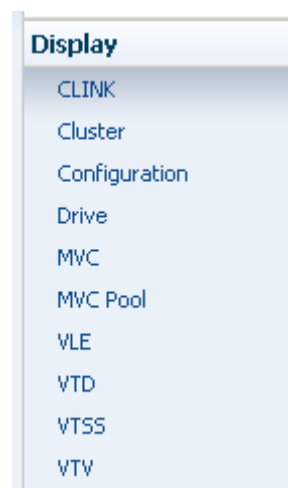 Display
CLINK
Cluster
Configuration
Drive
MVC
MVC Pool
VLE
VTD
VTSS
VTV